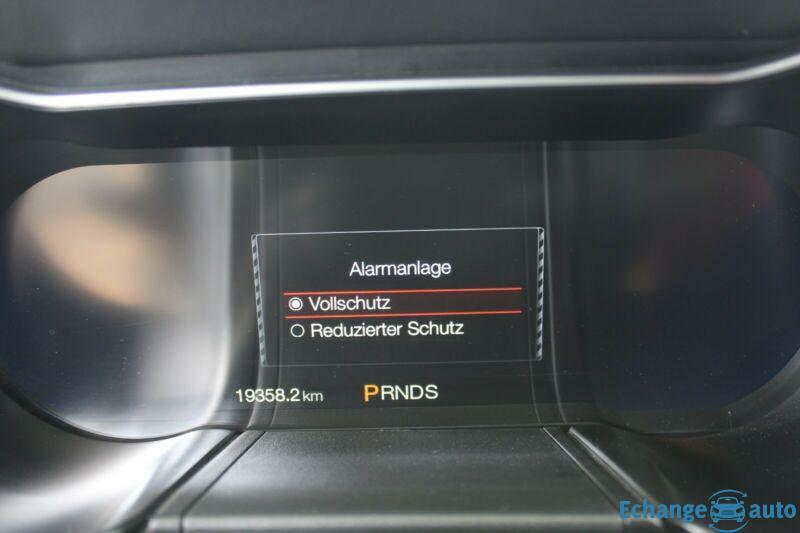 Alarmanlage
Vollschutz
Reduzierter Schutz
19358.2 km
PRNDS
Echange auto